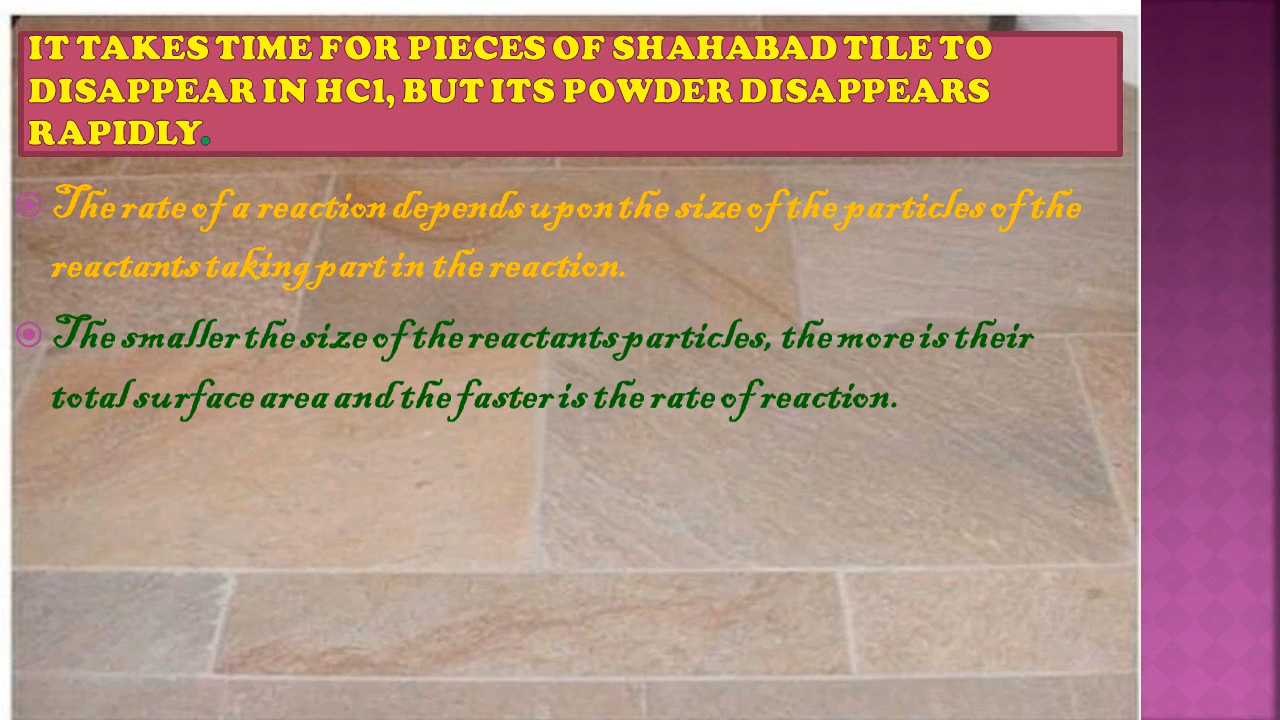 IT TAKES TIME FOR PIECES OF SHAHABAD TILE TO
DISAPPEAR IN HC1, BUT ITS POWDER DISAPPEARS
RAPIDLY.
The rate of a reaction depends upon the size of the particles of the
reactants taking part in the reaction.
The smaller the size of the reactants particles, the more is their
total surface area and the faster is the rate of reaction.